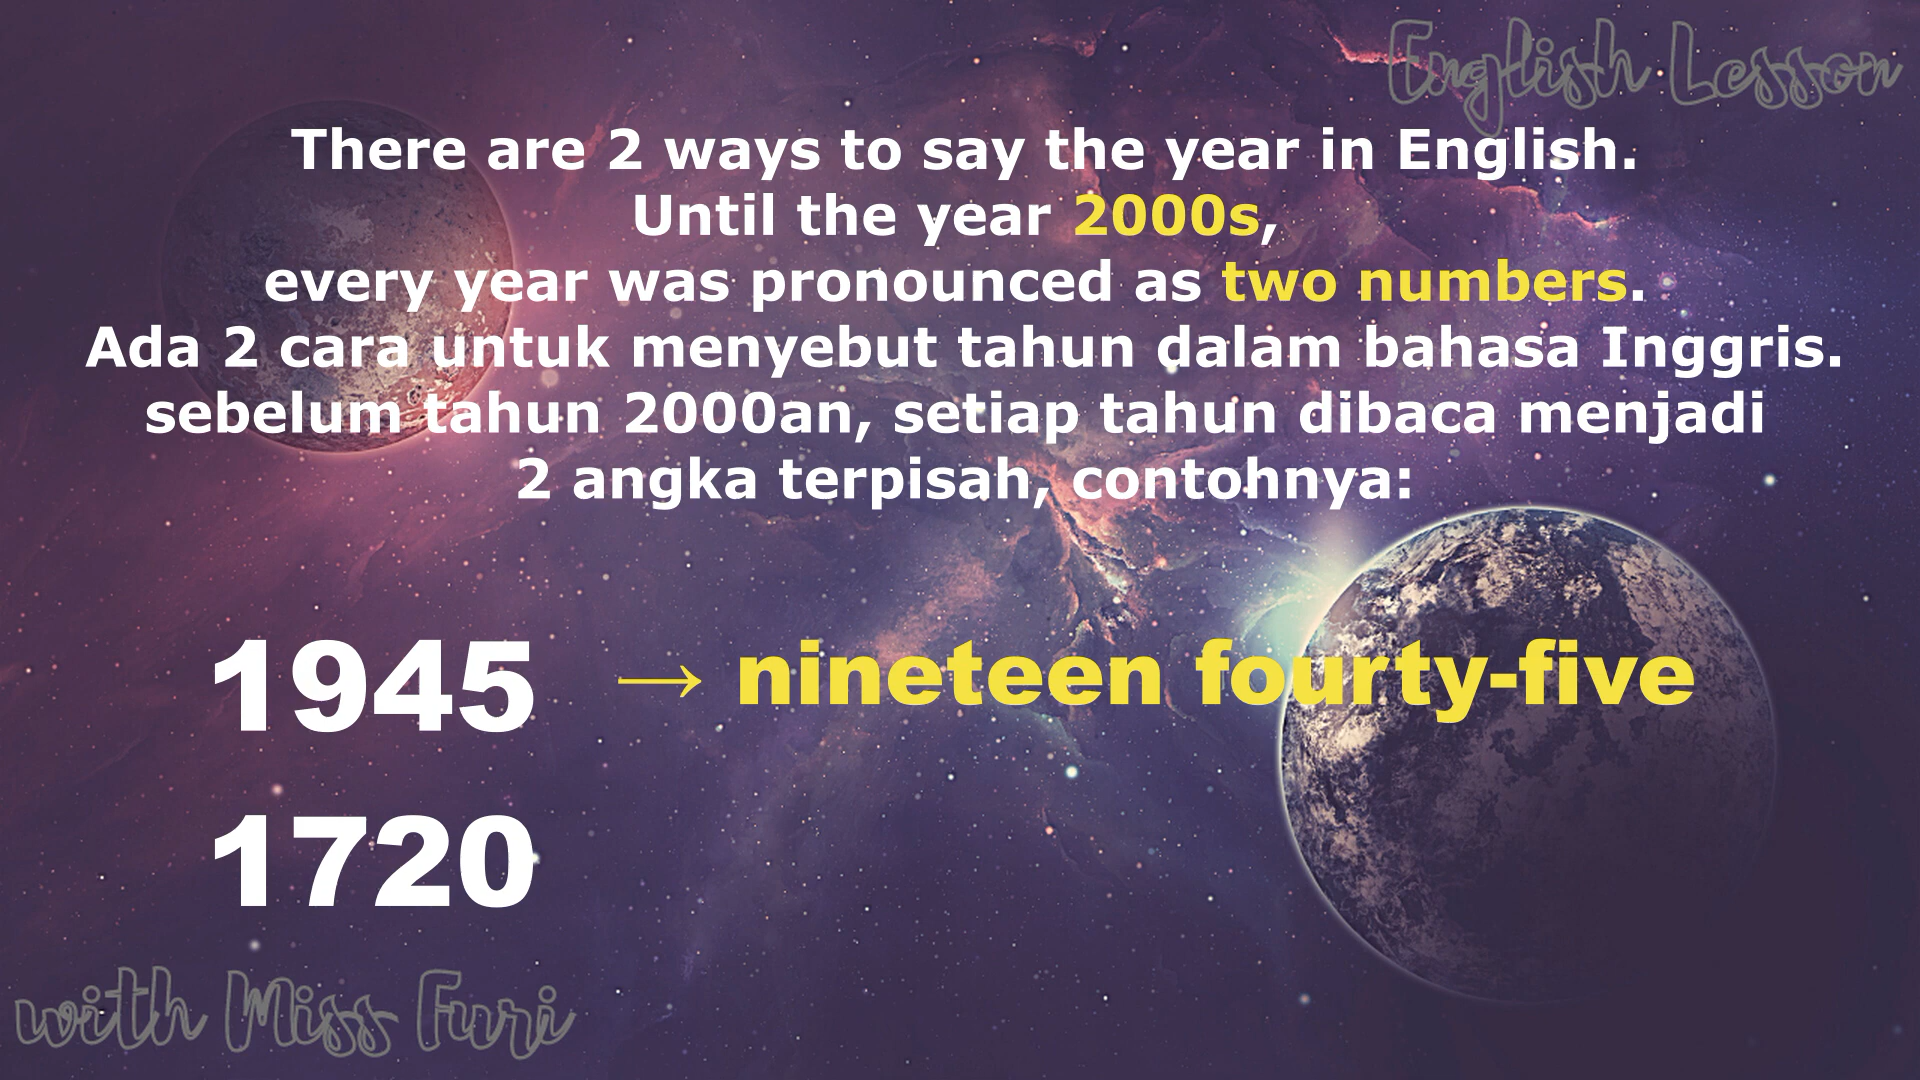 English Lesson
There are 2 ways to say the year in English.
Until the year 2000s,
every year was pronounced as two numbers.
Ada 2 cara untuk menyebut tahun dalam bahasa Inggris.
sebelum tahun 2000an, setiap tahun dibaca menjadi
2 angka terpisah, contohnya:
1945 → nineteen fourty-five
1720
with Miss Furi